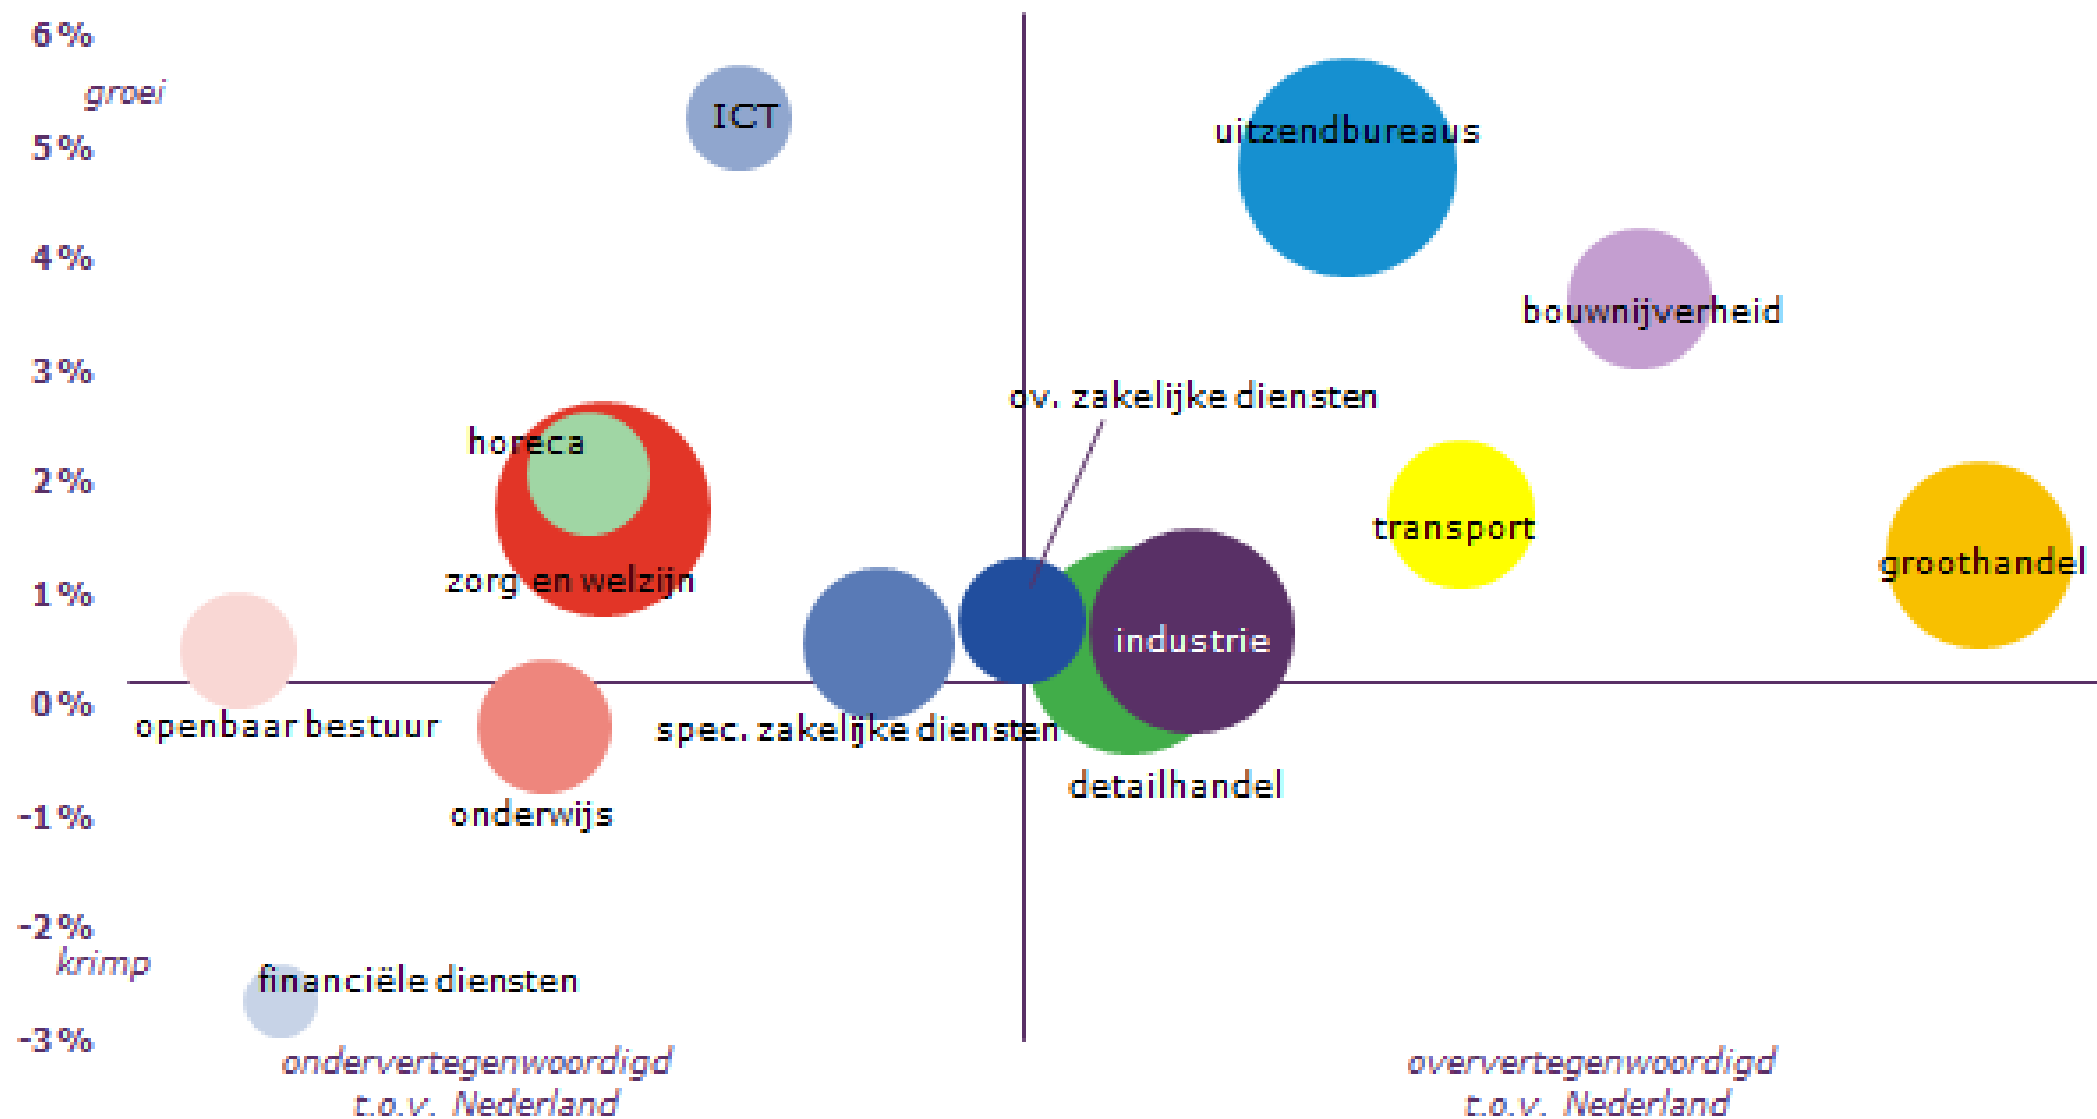 6%
groei
ICT
5%
uitzendbureaus
4%
bouwnijverheid
3%
ov. zakelijke diensten
horeca
2%
transport
groothandel
zorg en welzijn
1%
industrie
0%
openbaar bestuur
spec. zakelijke diensten
detailhandel
onderwijs
-1%
-2%
krimp
financiële diensten
-3%
ondervertegenwoordigd
t.o.v. Nederland
oververtegenwoordigd
t.o.v. Nederland